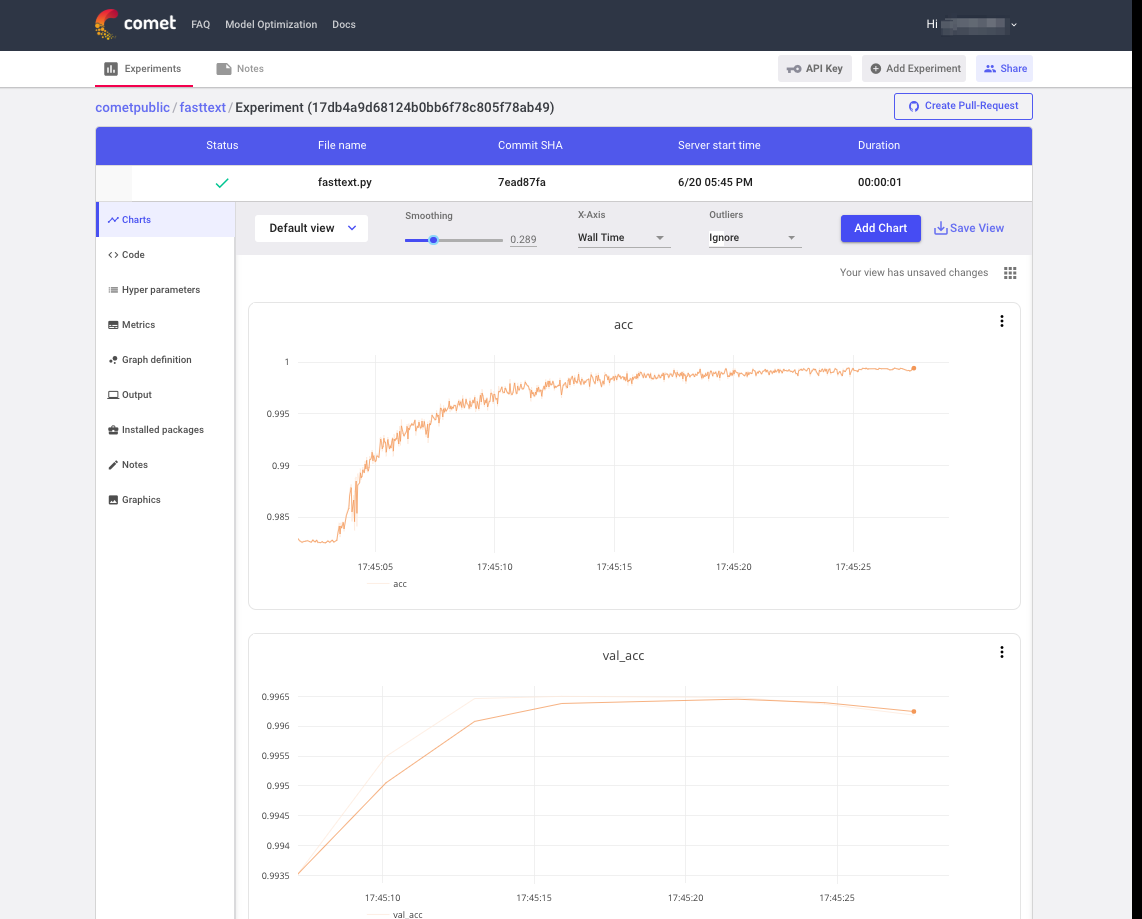 comet FAQ Model Optimization Docs Hi
Experiments Notes API Key Add Experiment Share
cometpublic / fasttext / Experiment (17db4a9d68124b0bb6f78c805f78ab49) Create Pull-Request
Status File name Commit SHA Server start time Duration
fasttext.py 7ead87fa 6/20 05:45 PM 00:00:01
Charts
Code
Hyper parameters
Metrics
Graph definition
Output
Installed packages
Notes
Graphics
Default view
Smoothing
0.289
X-Axis
Wall Time
Outliers
Ignore
Add Chart
Save View
Your view has unsaved changes
acc
1
0.995
0.99
0.985
17:45:05 17:45:10 17:45:15 17:45:20 17:45:25
acc
val_acc
0.9965
0.996
0.9955
0.995
0.9945
0.994
0.9935
17:45:10 17:45:15 17:45:20 17:45:25
val_acc